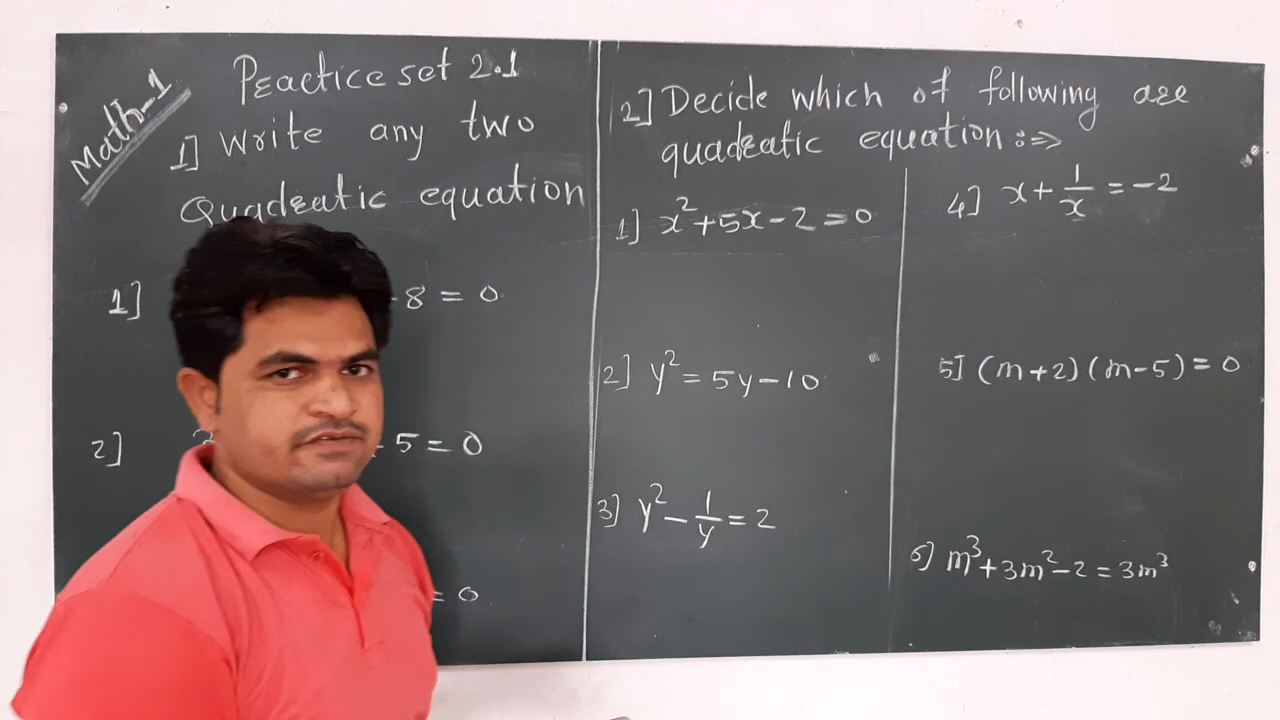 Math-1
Practice set 2.1
1] Write any two
Quadratic equation
1] -8 = 0
2] 2 - 5 = 0
= 0
2] Decide which of following are
quadratic equation :⇒
1] x²+5x-2=0
2] y²=5y-10
3] y²-1/y=2
4] x+1/x=-2
5] (m+2)(m-5)=0
6] m³+3m²-2=3m³